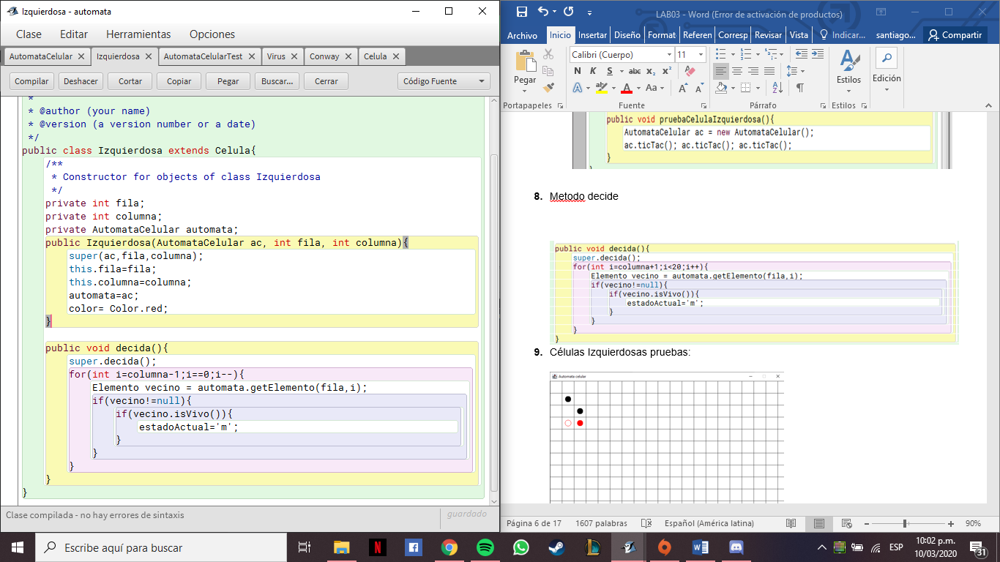 Izquierdosa - automata
Clase Editar Herramientas Opciones
AutomataCelular Izquierdosa AutomataCelularTest Virus Conway Celula
Compilar Deshacer Cortar Copiar Pegar Buscar... Cerrar Código Fuente
*
* @author (your name)
* @version (a version number or a date)
*/
public class Izquierdosa extends Celula{
/**
* Constructor for objects of class Izquierdosa
*/
private int fila;
private int columna;
private AutomataCelular automata;
public Izquierdosa(AutomataCelular ac, int fila, int columna){
super(ac,fila,columna);
this.fila=fila;
this.columna=columna;
automata=ac;
color= Color.red;
}
public void decida(){
super.decida();
for(int i=columna-1;i==0;i--){
Elemento vecino = automata.getElemento(fila,i);
if(vecino!=null){
if(vecino.isVivo()){
estadoActual='m';
}
}
}
}
}
Clase compilada - no hay errores de sintaxis
guardado
LAB03 - Word (Error de activación de productos)
Archivo Inicio Insertar Diseño Format Referen Corresp Revisar Vista Indicar... santiago... Compartir
Calibri (Cuerpo) 11
Pegar
N K S abc x₂ x²
A aby A Aa A A
Estilos
Edición
Portapapeles Fuente Párrafo Estilos
public void pruebaCelulaIzquierdosa(){
AutomataCelular ac = new AutomataCelular();
ac.ticTac(); ac.ticTac(); ac.ticTac();
}
8. Metodo decide
public void decida(){
super.decida();
for(int i=columna+1;i<20;i++){
Elemento vecino = automata.getElemento(fila,i);
if(vecino!=null){
if(vecino.isVivo()){
estadoActual='m';
}
}
}
}
9. Células Izquierdosas pruebas:
Automata celular
Página 6 de 17 1607 palabras Español (América latina) 90%
Escribe aquí para buscar
ESP
10:02 p.m.
10/03/2020
31